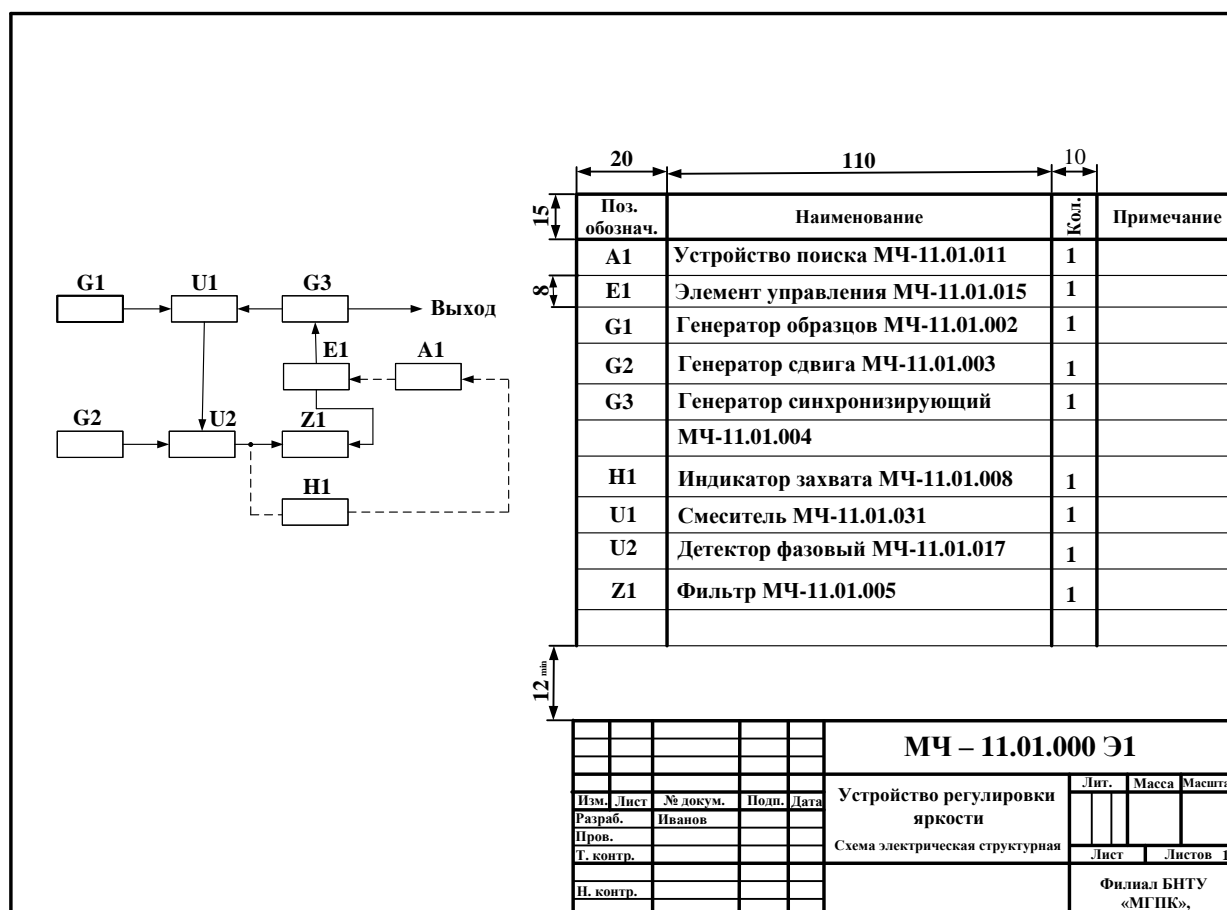 20
110
10
15
Поз.
обознач.
Наименование
Кол.
Примечание
A1
Устройство поиска МЧ-11.01.011
1
8
E1
Элемент управления МЧ-11.01.015
1
G1
Генератор образцов МЧ-11.01.002
1
G2
Генератор сдвига МЧ-11.01.003
1
G3
Генератор синхронизирующий
1
МЧ-11.01.004
H1
Индикатор захвата МЧ-11.01.008
1
U1
Смеситель МЧ-11.01.031
1
U2
Детектор фазовый МЧ-11.01.017
1
Z1
Фильтр МЧ-11.01.005
1
12 min
G1
U1
G3
Выход
E1
A1
G2
U2
Z1
H1
МЧ – 11.01.000 Э1
Изм.
Лист
№ докум.
Подп.
Дата
Разраб.
Иванов
Пров.
Т. контр.
Н. контр.
Устройство регулировки
яркости
Схема электрическая структурная
Лит.
Масса
Масшта
Лист
Листов 1
Филиал БНТУ
«МГПК»,